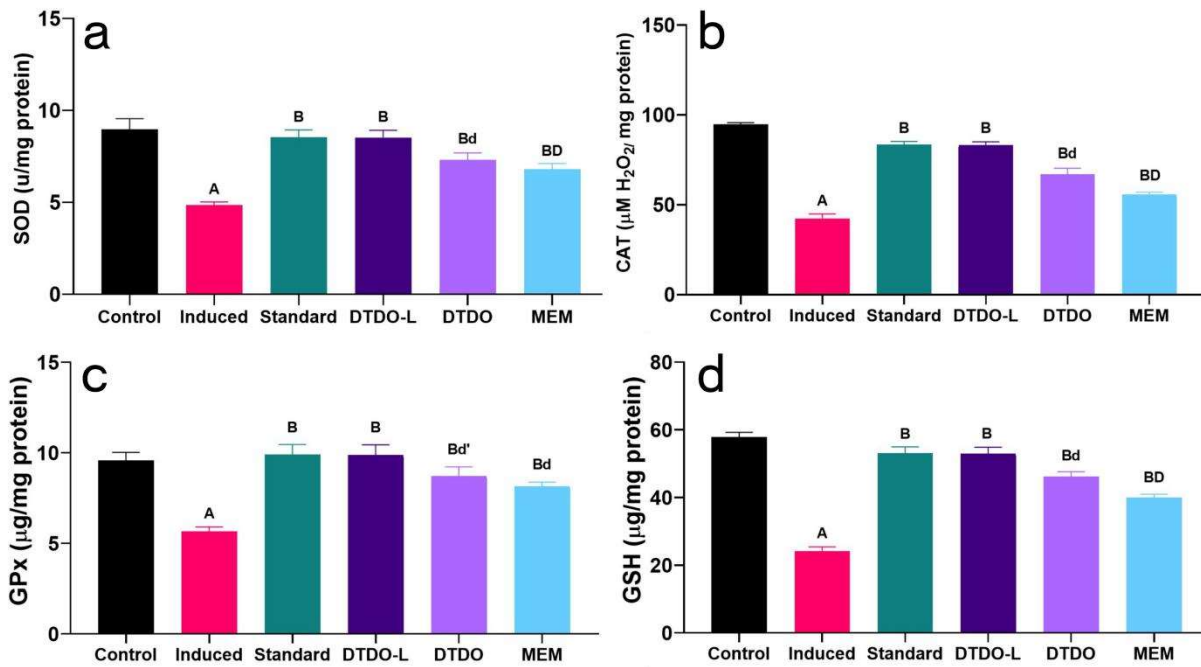 a
SOD (u/mg protein)
15
10
5
0
A
B
B
Bd
BD
Control Induced Standard DTDO-L DTDO MEM
b
CAT (μM H₂O₂/ mg protein)
150
100
50
0
A
B
B
Bd
BD
Control Induced Standard DTDO-L DTDO MEM
c
GPx (μg/mg protein)
15
10
5
0
A
B
B
Bd'
Bd
Control Induced Standard DTDO-L DTDO MEM
d
GSH (μg/mg protein)
80
60
40
20
0
A
B
B
Bd
BD
Control Induced Standard DTDO-L DTDO MEM